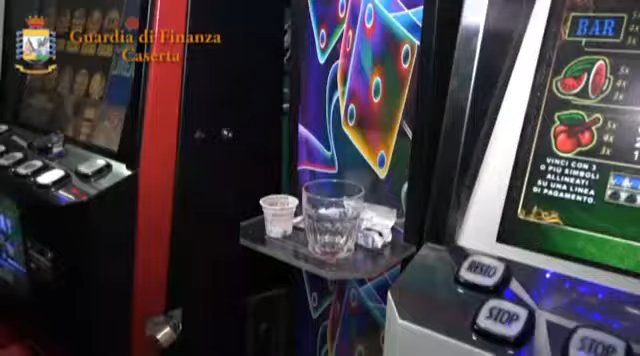 Guardia di Finanza
Caserta
BAR
VINCI CON 3
O PIÙ SIMBOLI
ALLINEATI
SU UNA LINEA
DI PAGAMENTO.
RESTO
STOP
STOP